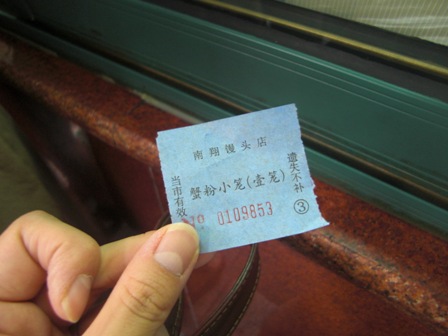 南翔馒头店
当市有效
蟹粉小笼(壹笼)
遗失不补
0109853
③